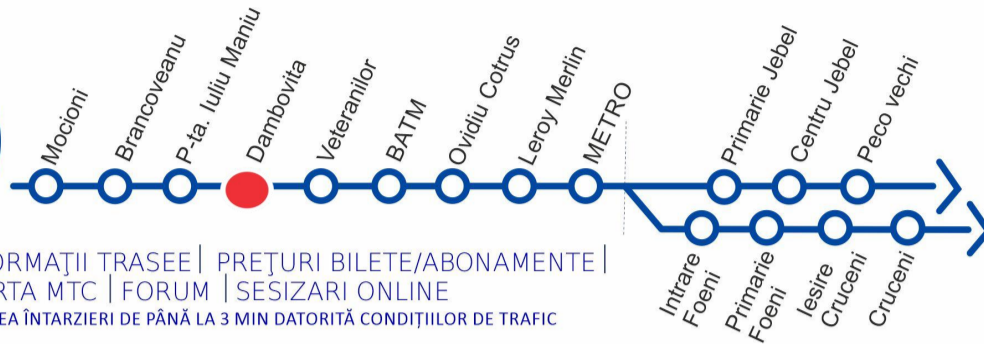 Mocioni
Brancoveanu
P-ta. Iuliu Maniu
Dambovita
Veteranilor
BATM
Ovidiu Cotrus
Leroy Merlin
METRO
Primarie Jebel
Centru Jebel
Peco vechi
Intrare
Foeni
Primarie
Foeni
Iesire
Cruceni
Cruceni
ORMAŢII TRASEE | PREŢURI BILETE/ABONAMENTE |
RTA MTC | FORUM | SESIZARI ONLINE
EA ÎNTARZIERI DE PÂNĂ LA 3 MIN DATORITĂ CONDIȚIILOR DE TRAFIC